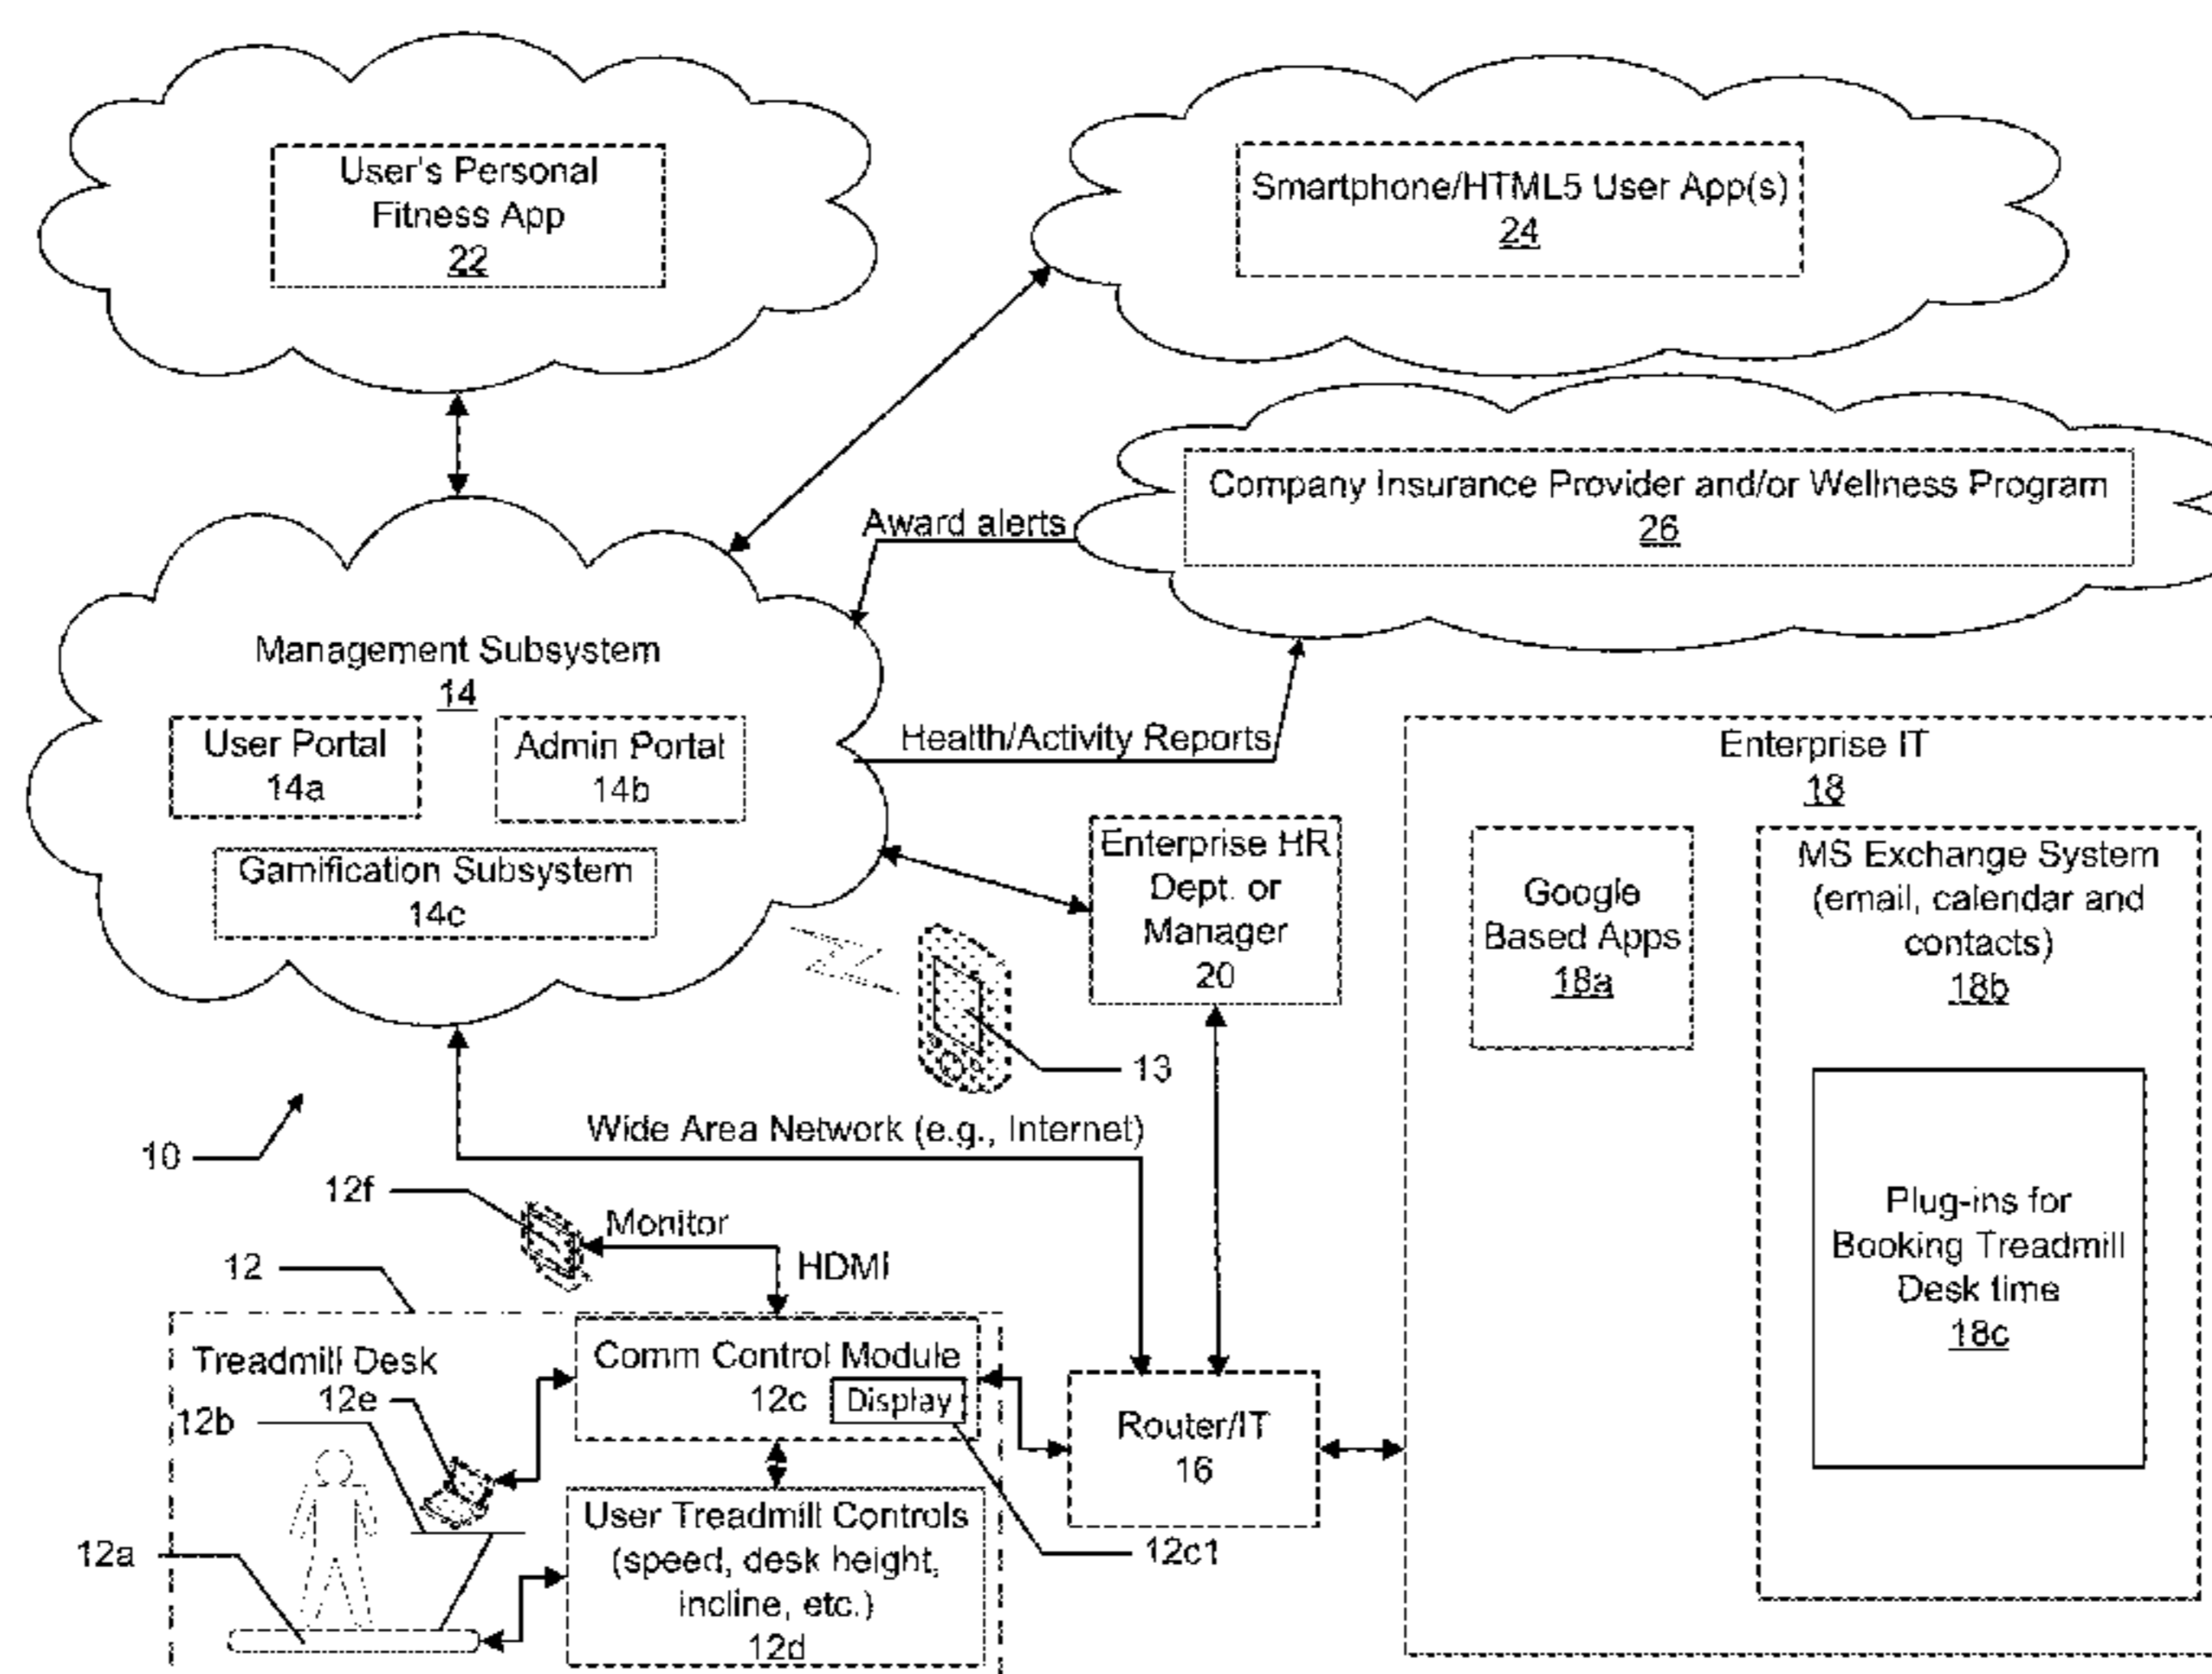 User's Personal
Fitness App
22
Smartphone/HTML5 User App(s)
24
Company Insurance Provider and/or Wellness Program
26
Award alerts
Management Subsystem
14
User Portal
14a
Admin Portal
14b
Gamification Subsystem
14c
Health/Activity Reports
Enterprise HR
Dept. or
Manager
20
Enterprise IT
18
Google
Based Apps
18a
MS Exchange System
(email, calendar and
contacts)
18b
Plug-ins for
Booking Treadmill
Desk time
18c
13
10
Wide Area Network (e.g., Internet)
12f
Monitor
HDMI
12
Treadmill Desk
12e
12b
12a
Comm Control Module
12c
Display
User Treadmill Controls
(speed, desk height,
incline, etc.)
12d
Router/IT
16
12c1